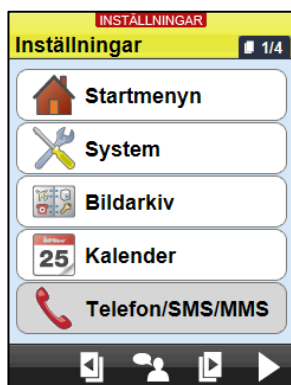 INSTÄLLNINGAR
Inställningar
1/4
Startmenyn
System
Bildarkiv
25
Kalender
Telefon/SMS/MMS